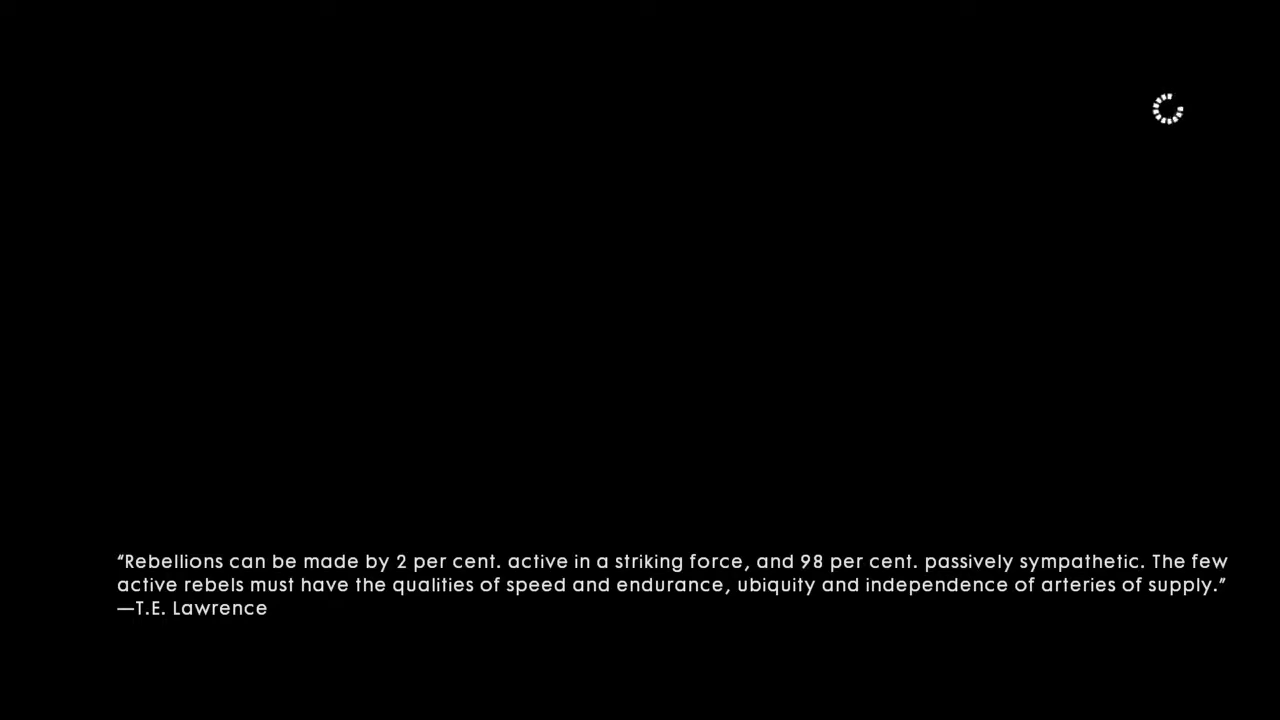 “Rebellions can be made by 2 per cent. active in a striking force, and 98 per cent. passively sympathetic. The few
active rebels must have the qualities of speed and endurance, ubiquity and independence of arteries of supply.”
—T.E. Lawrence